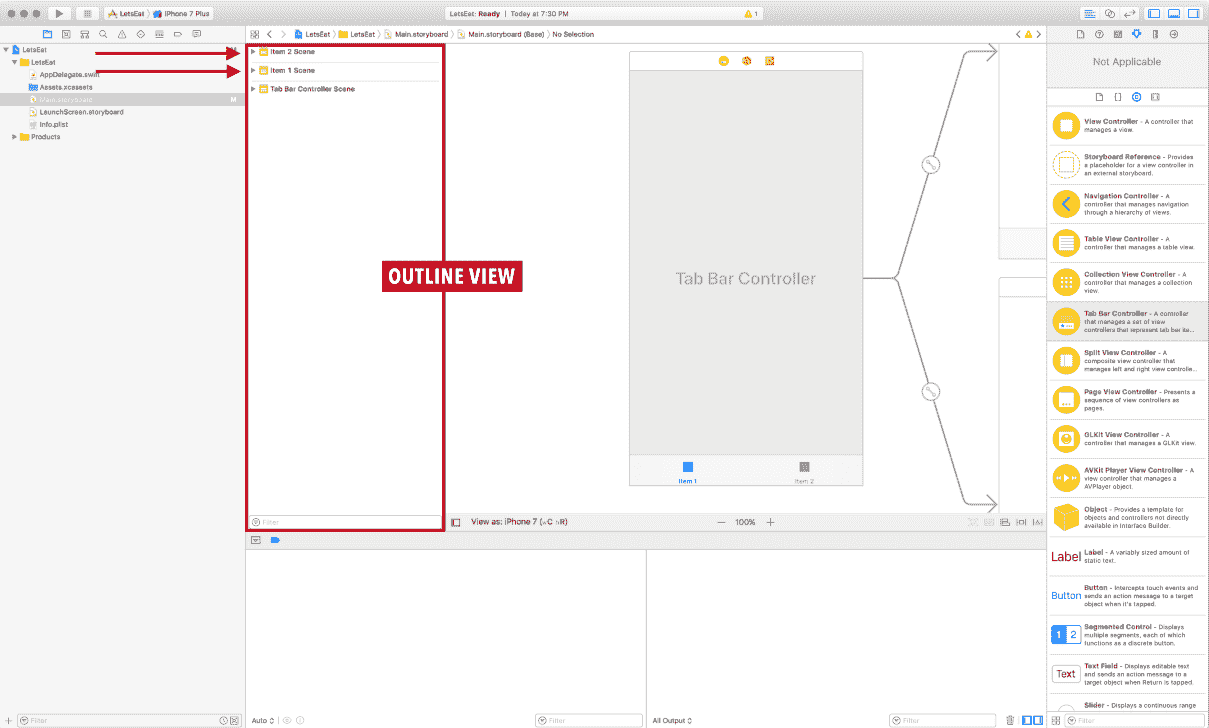 LetsEat
iPhone 7 Plus
LetsEat: Ready | Today at 7:30 PM
1
LetsEat
LetsEat
Main.storyboard
Main.storyboard (Base)
No Selection
LetsEat
M
LetsEat
AppDelegate.swift
Assets.xcassets
Main.storyboard
M
LaunchScreen.storyboard
Info.plist
Products
Filter
Item 2 Scene
Item 1 Scene
Tab Bar Controller Scene
Filter
OUTLINE VIEW
Tab Bar Controller
Item 1
Item 2
View as: iPhone 7 (wC hR)
100%
Auto
Filter
All Output
Filter
Not Applicable
View Controller - A controller that
manages a view.
Storyboard Reference - Provides
a placeholder for a view controller in
an external storyboard.
Navigation Controller - A
controller that manages navigation
through a hierarchy of views.
Table View Controller - A
controller that manages a table view.
Collection View Controller - A
controller that manages a collection
view.
Tab Bar Controller - A controller
that manages a set of view
controllers that represent tab bar ite...
Split View Controller - A
composite view controller that
manages left and right view controlle...
Page View Controller - Presents a
sequence of view controllers as
pages.
GLKit View Controller - A
controller that manages a GLKit view.
AVKit Player View Controller - A
view controller that manages a
AVPlayer object.
Object - Provides a template for
objects and controllers not directly
available in Interface Builder.
Label
Label - A variably sized amount of
static text.
Button
Button - Intercepts touch events and
sends an action message to a target
object when it's tapped.
1 2
Segmented Control - Displays
multiple segments, each of which
functions as a discrete button.
Text
Text Field - Displays editable text
and sends an action message to a
target object when Return is tapped.
Slider - Displays a continuous range
Filter